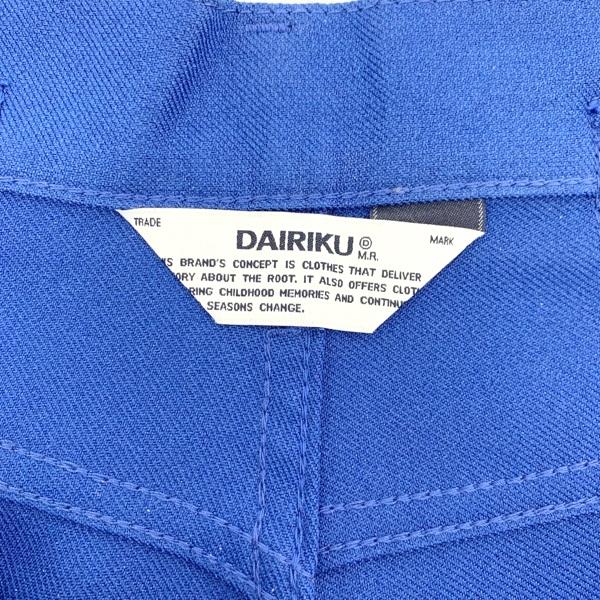 TRADE
DAIRIKU ©
MARK
M.R.
BRAND'S CONCEPT IS CLOTHES THAT DELIVER
ABOUT THE ROOT. IT ALSO OFFERS
CHILDHOOD MEMORIES AND
SEASONS CHANGE.